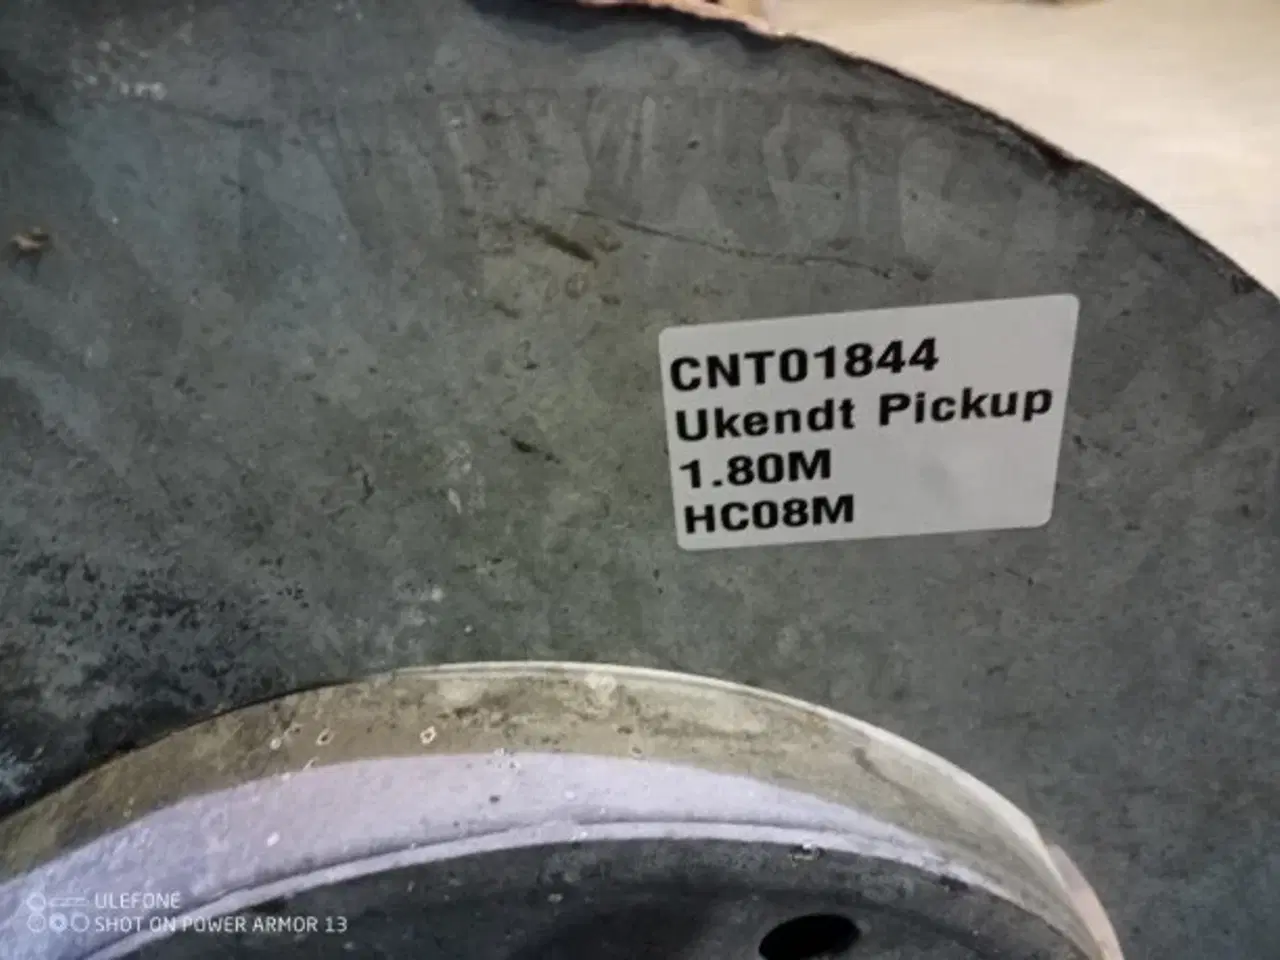 CNT01844
Ukendt Pickup
1.80M
HC08M
ULEFONE
SHOT ON POWER ARMOR 13